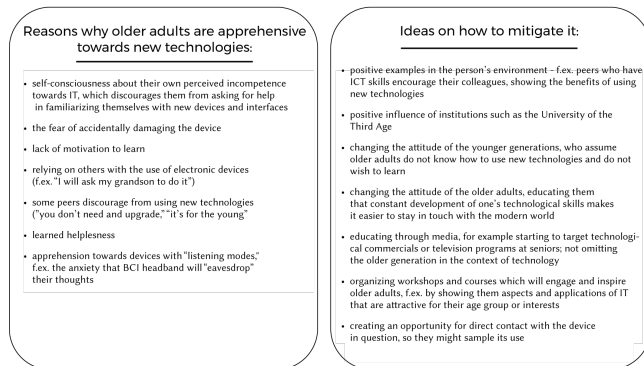 Reasons why older adults are apprehensive
towards new technologies:
• self-consciousness about their own perceived incompetence
towards IT, which discourages them from asking for help
in familiarizing themselves with new devices and interfaces
• the fear of accidentally damaging the device
• lack of motivation to learn
• relying on others with the use of electronic devices
(f.ex. "I will ask my grandson to do it")
• some peers discourage from using new technologies
("you don't need and upgrade," "it's for the young"
• learned helplesness
• apprehension towards devices with "listening modes,"
f.ex. the anxiety that BCI headband will "eavesdrop"
their thoughts
Ideas on how to mitigate it:
• positive examples in the person's environment – f.ex. peers who have
ICT skills encourage their colleagues, showing the benefits of using
new technologies
• positive influence of institutions such as the University of the
Third Age
• changing the attitude of the younger generations, who assume
older adults do not know how to use new technologies and do not
wish to learn
• changing the attitude of the older adults, educating them
that constant development of one's technological skills makes
it easier to stay in touch with the modern world
• educating through media, for example starting to target technologi-
cal commercials or television programs at seniors; not omitting
the older generation in the context of technology
• organizing workshops and courses which will engage and inspire
older adults, f.ex. by showing them aspects and applications of IT
that are attractive for their age group or interests
• creating an opportunity for direct contact with the device
in question, so they might sample its use